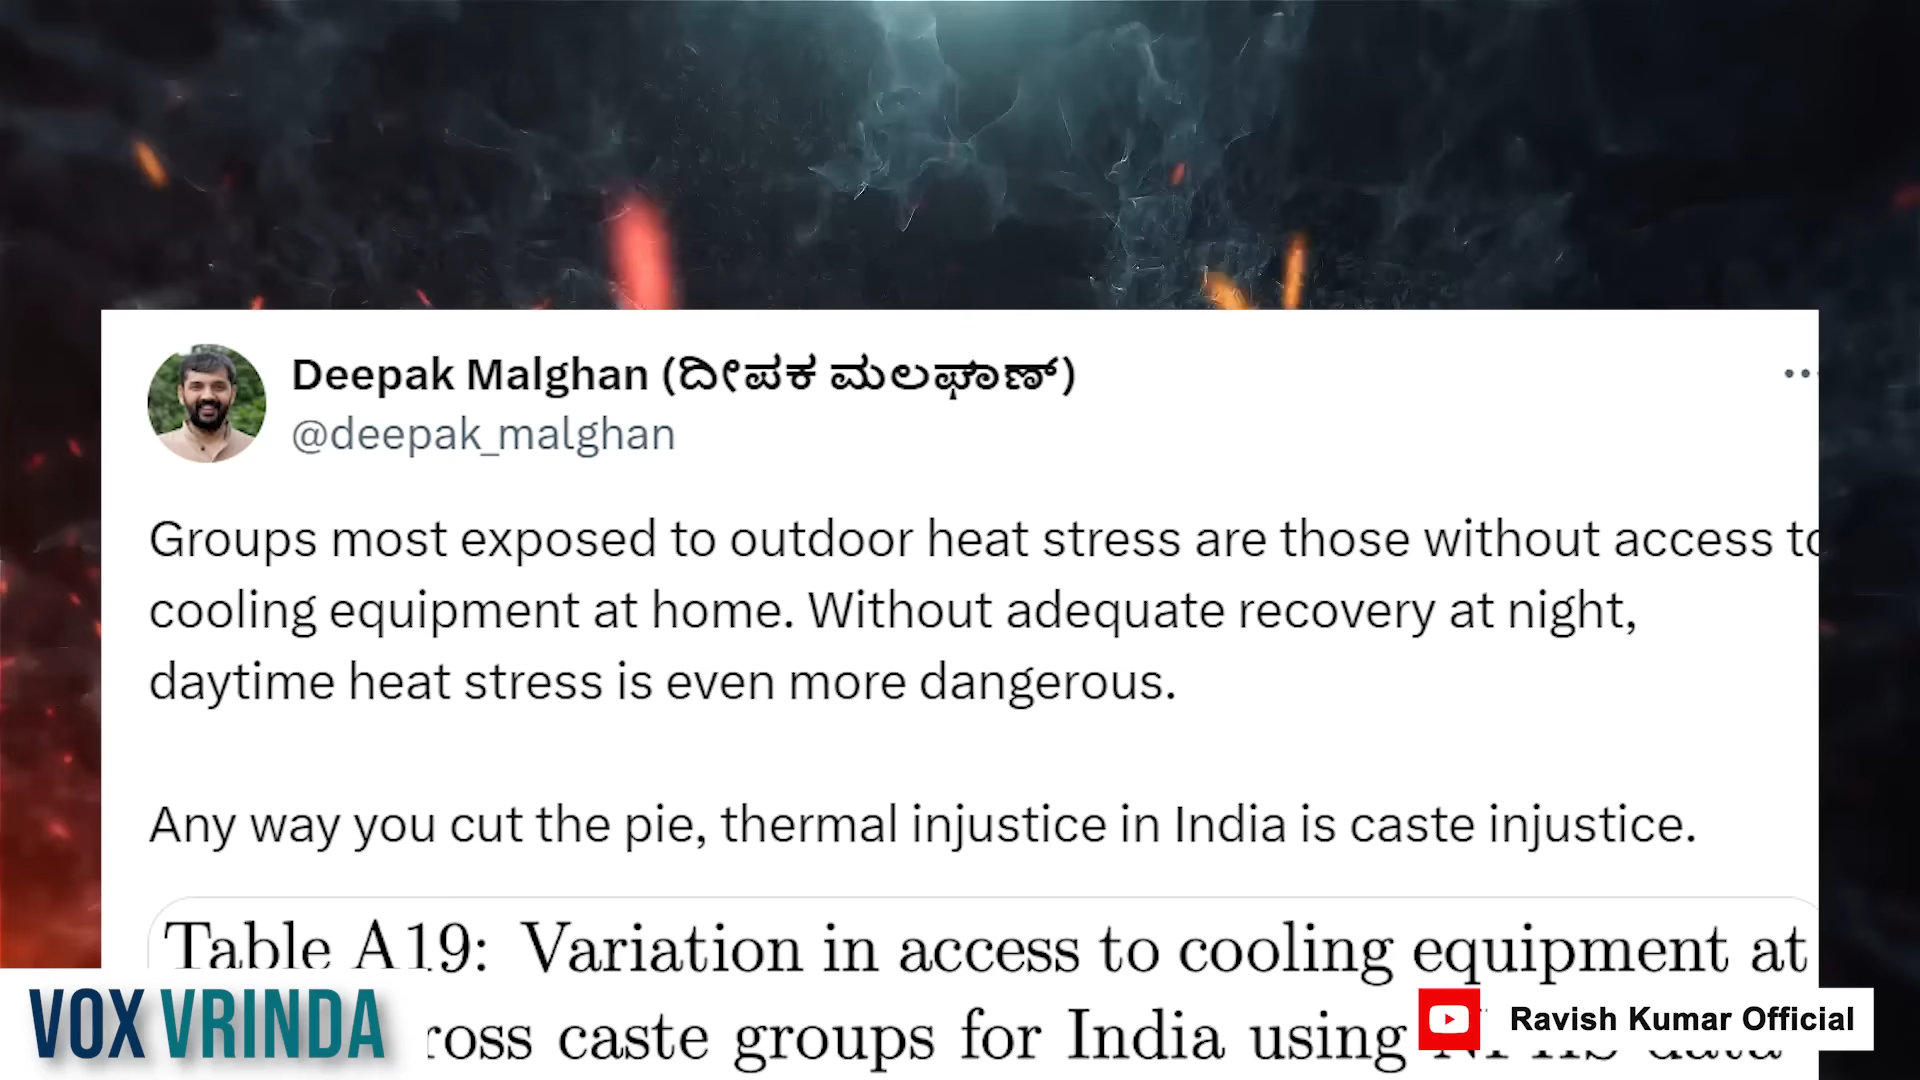 Deepak Malghan (ದೀಪಕ ಮಲಘಾಣ್)
@deepak_malghan
Groups most exposed to outdoor heat stress are those without access to
cooling equipment at home. Without adequate recovery at night,
daytime heat stress is even more dangerous.
Any way you cut the pie, thermal injustice in India is caste injustice.
Table A19: Variation in access to cooling equipment at
caste groups for India using
VOX VRINDA
Ravish Kumar Official